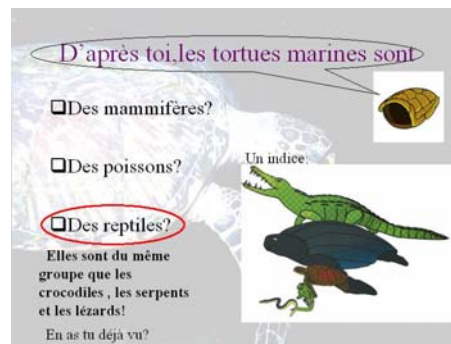 D'après toi,les tortues marines sont
❑Des mammifères?
❑Des poissons?
Un indice:
❑Des reptiles?
Elles sont du même
groupe que les
crocodiles , les serpents
et les lézards!
En as tu déjà vu?